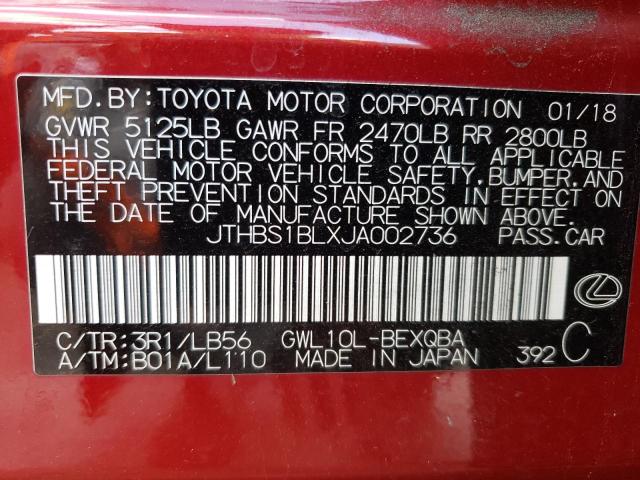 MFD. BY: TOYOTA MOTOR CORPORATION 01/18
GVWR 5125LB GAWR FR 2470LB RR 2800LB
THIS VEHICLE CONFORMS TO ALL APPLICABLE
FEDERAL MOTOR VEHICLE SAFETY, BUMPER, AND
THEFT PREVENTION STANDARDS IN EFFECT ON
THE DATE OF MANUFACTURE SHOWN ABOVE.
JTHBS1BLXJA002736 PASS. CAR
C/TR: 3R1/LB56 GWL10L-BEXQBA
A/TM: B01A/L110 MADE IN JAPAN 392 C